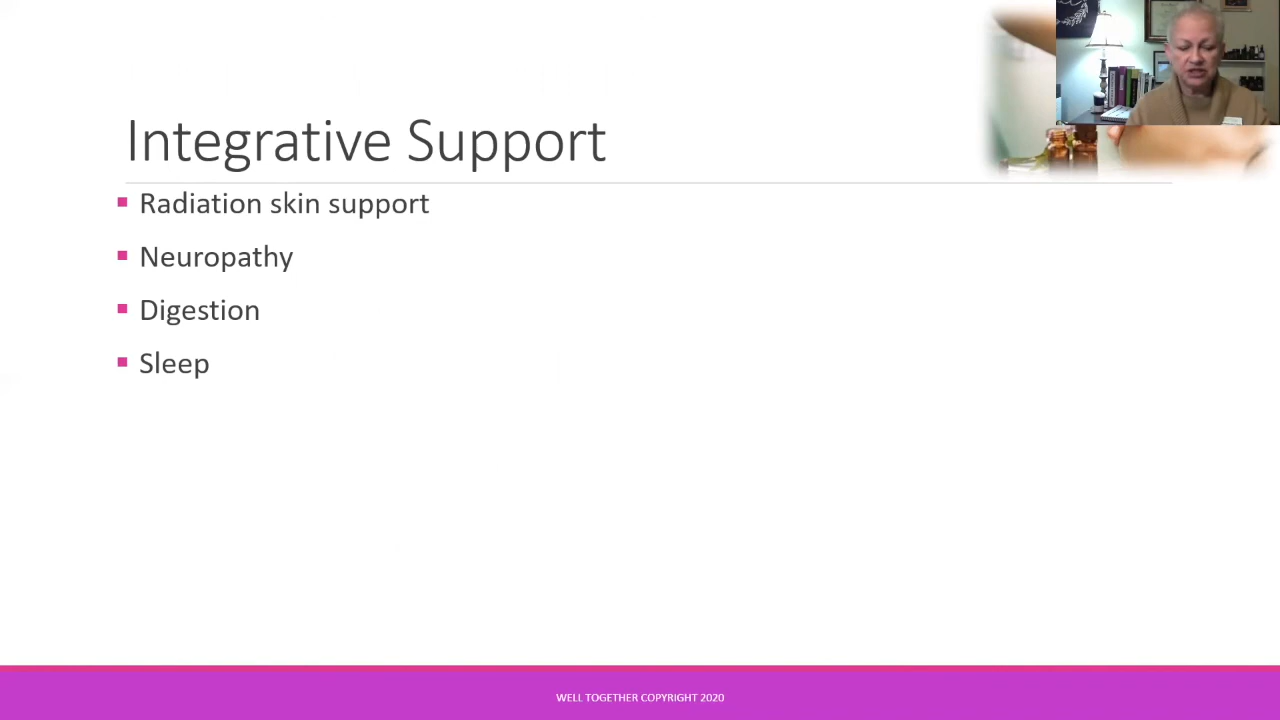 Integrative Support
Radiation skin support
Neuropathy
Digestion
Sleep
WELL TOGETHER COPYRIGHT 2020